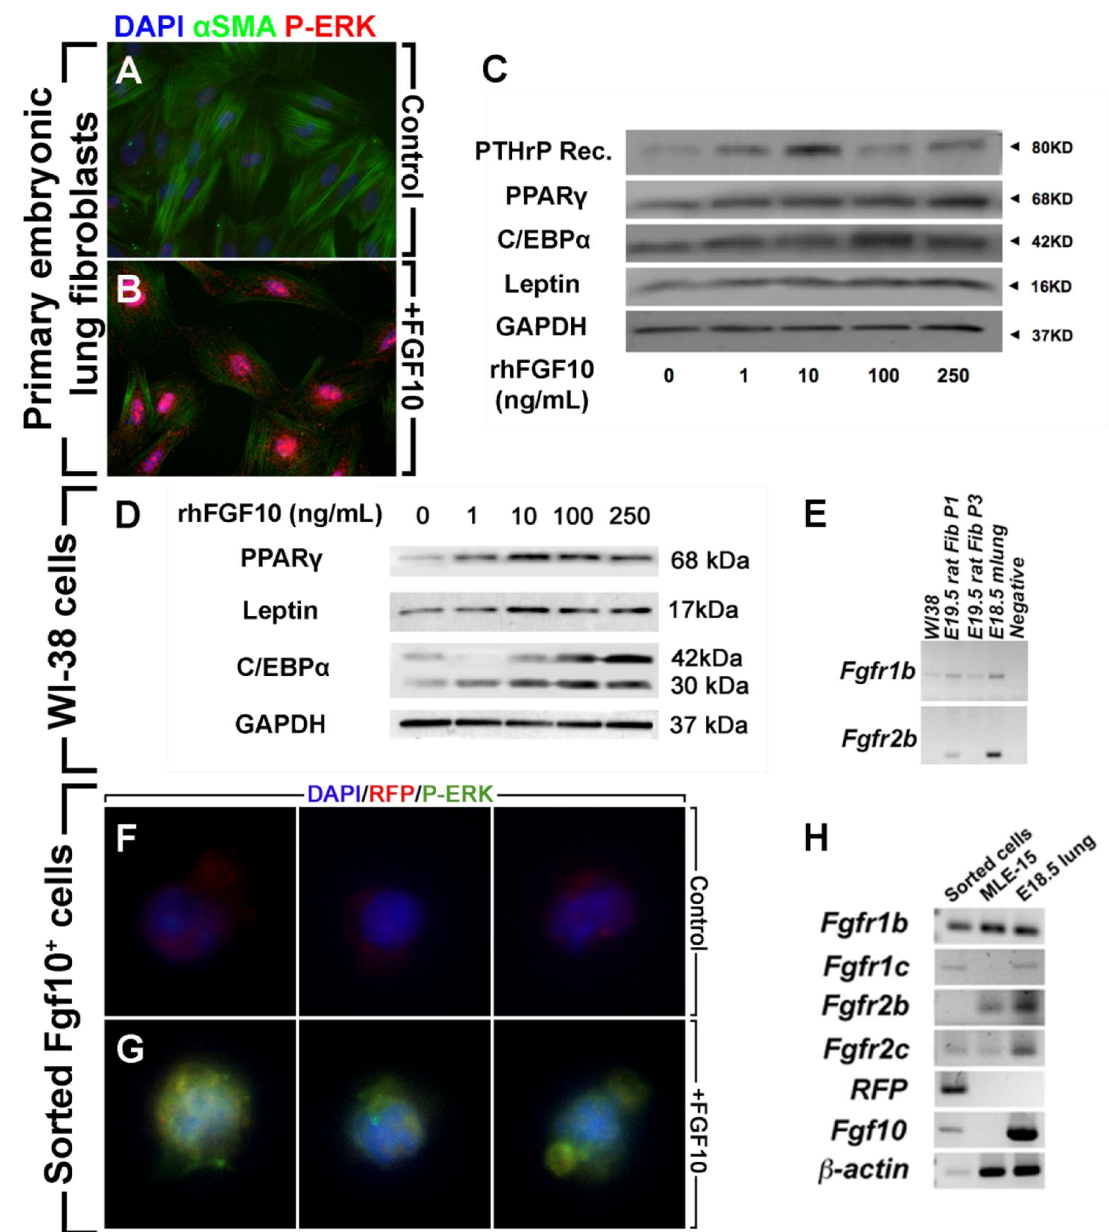 DAPI αSMA P-ERK
Primary embryonic
lung fibroblasts
A
Control
B
+FGF10
C
PTHrP Rec.
80KD
PPARγ
68KD
C/EBPα
42KD
Leptin
16KD
GAPDH
37KD
rhFGF10
(ng/mL)
0 1 10 100 250
WI-38 cells
D
rhFGF10 (ng/mL) 0 1 10 100 250
PPARγ 68 kDa
Leptin 17kDa
C/EBPα 42kDa
30 kDa
GAPDH 37 kDa
E
WI38
E19.5 rat Fib P1
E19.5 rat Fib P3
E18.5 mlung
Negative
Fgfr1b
Fgfr2b
Sorted Fgf10⁺ cells
DAPI/RFP/P-ERK
F
Control
G
+FGF10
H
Sorted cells
MLE-15
E18.5 lung
Fgfr1b
Fgfr1c
Fgfr2b
Fgfr2c
RFP
Fgf10
β-actin